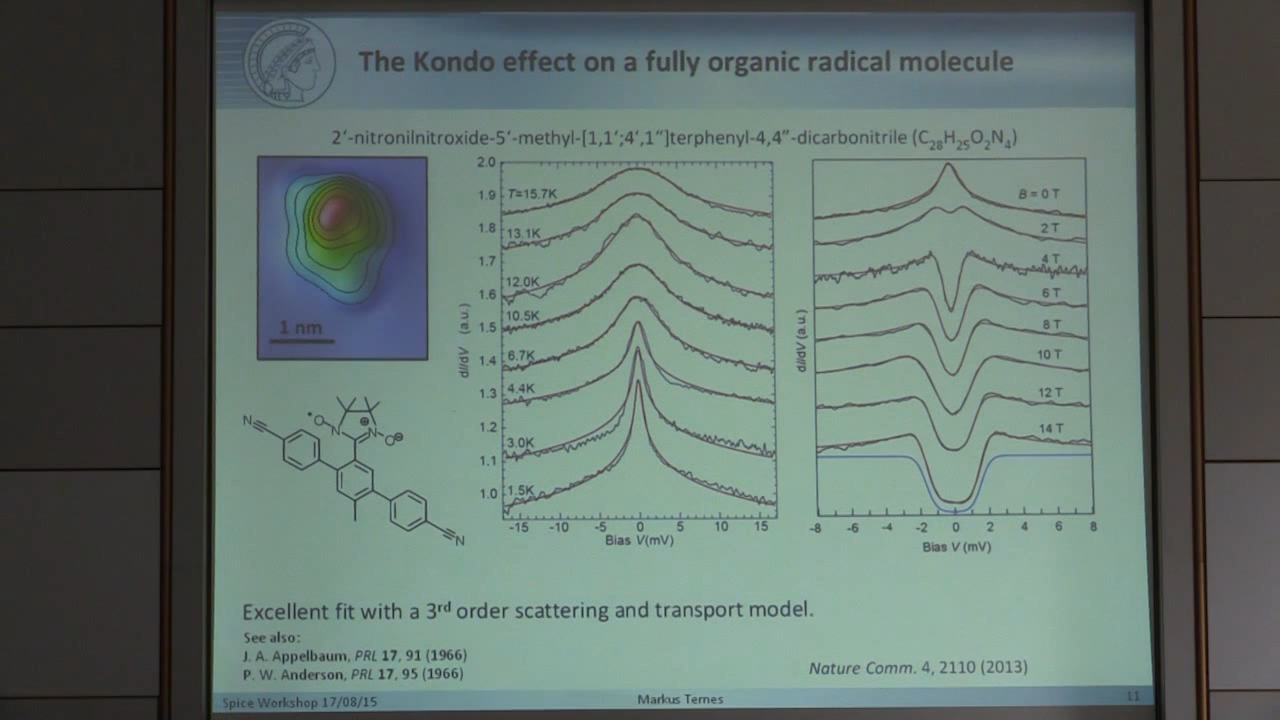 The Kondo effect on a fully organic radical molecule
2‘-nitronilnitroxide-5‘-methyl-[1,1‘;4‘,1“]terphenyl-4,4”-dicarbonitrile (C28H25O2N4)
1 nm
N
•O
N
⊕
N
O⊖
N
dI/dV (a.u.)
2.0
1.9
1.8
1.7
1.6
1.5
1.4
1.3
1.2
1.1
1.0
T=15.7K
13.1K
12.0K
10.5K
6.7K
4.4K
3.0K
1.5K
-15 -10 -5 0 5 10 15
Bias V(mV)
dI/dV (a.u.)
B = 0 T
2 T
4 T
6 T
8 T
10 T
12 T
14 T
-8 -6 -4 -2 0 2 4 6 8
Bias V (mV)
Excellent fit with a 3rd order scattering and transport model.
See also:
J. A. Appelbaum, PRL 17, 91 (1966)
P. W. Anderson, PRL 17, 95 (1966)
Nature Comm. 4, 2110 (2013)
Spice Workshop 17/08/15
Markus Ternes
11